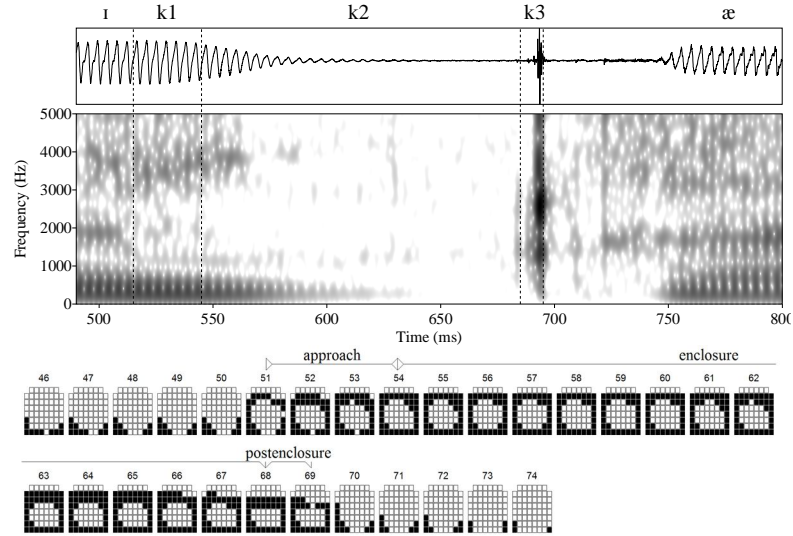 ɪ k1 k2 k3 æ
5000
4000
3000
2000
1000
0
Frequency (Hz)
500 550 600 650 700 750 800
Time (ms)
approach enclosure
46 47 48 49 50 51 52 53 54 55 56 57 58 59 60 61 62
postenclosure
63 64 65 66 67 68 69 70 71 72 73 74